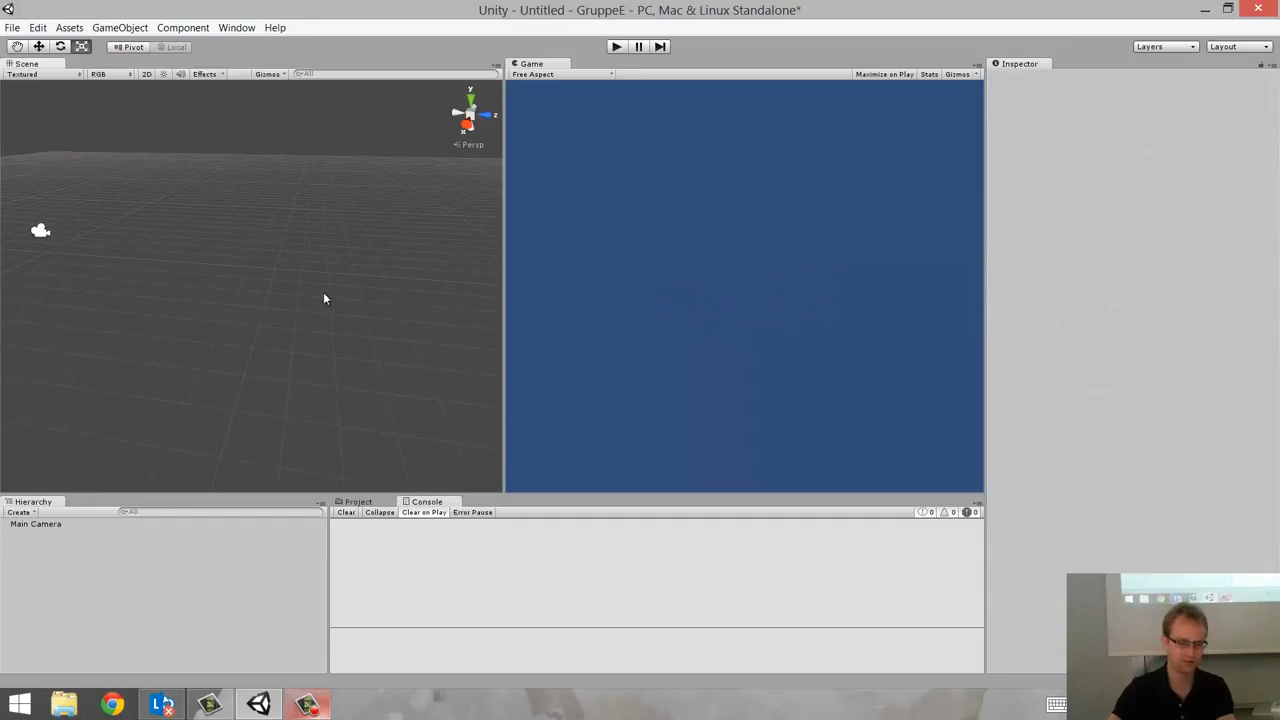 Unity - Untitled - GruppeE - PC, Mac & Linux Standalone*
File Edit Assets GameObject Component Window Help
Pivot Local Layers Layout
Scene Game Inspector
Textured RGB 2D Effects Gizmos All Free Aspect Maximize on Play Stats Gizmos
y
z
x
Persp
Hierarchy Project Console
Create All Clear Collapse Clear on Play Error Pause 0 0 0
Main Camera